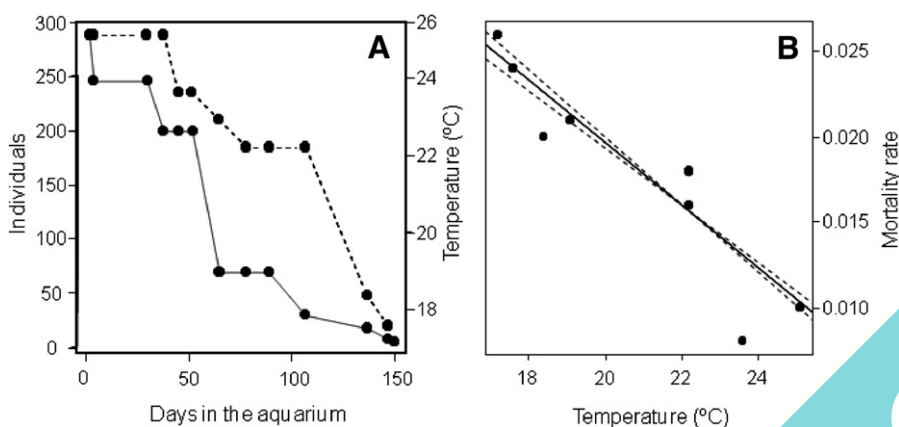 A
Individuals
300
250
200
150
100
50
0
26
24
22
20
18
Temperature (ºC)
0 50 100 150
Days in the aquarium
B
0.025
0.020
0.015
0.010
Mortality rate
18 20 22 24
Temperature (ºC)